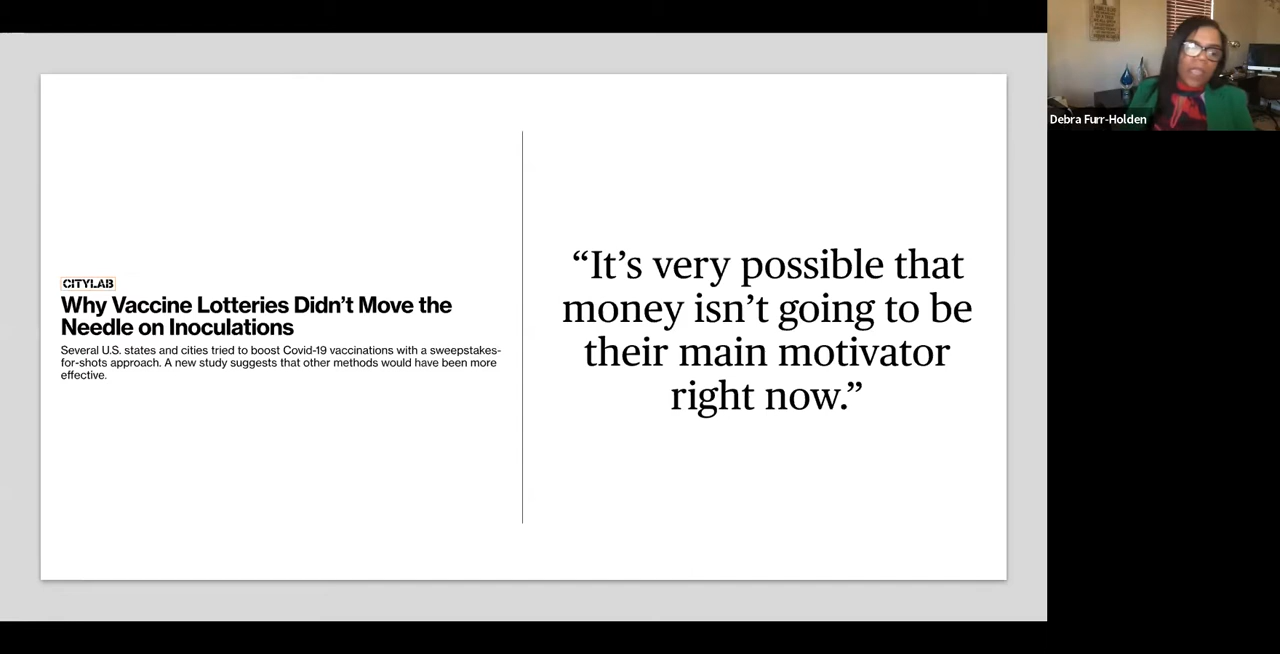 CITYLAB
Why Vaccine Lotteries Didn’t Move the
Needle on Inoculations
Several U.S. states and cities tried to boost Covid-19 vaccinations with a sweepstakes-
for-shots approach. A new study suggests that other methods would have been more
effective.
“It’s very possible that
money isn’t going to be
their main motivator
right now.”
Debra Furr-Holden